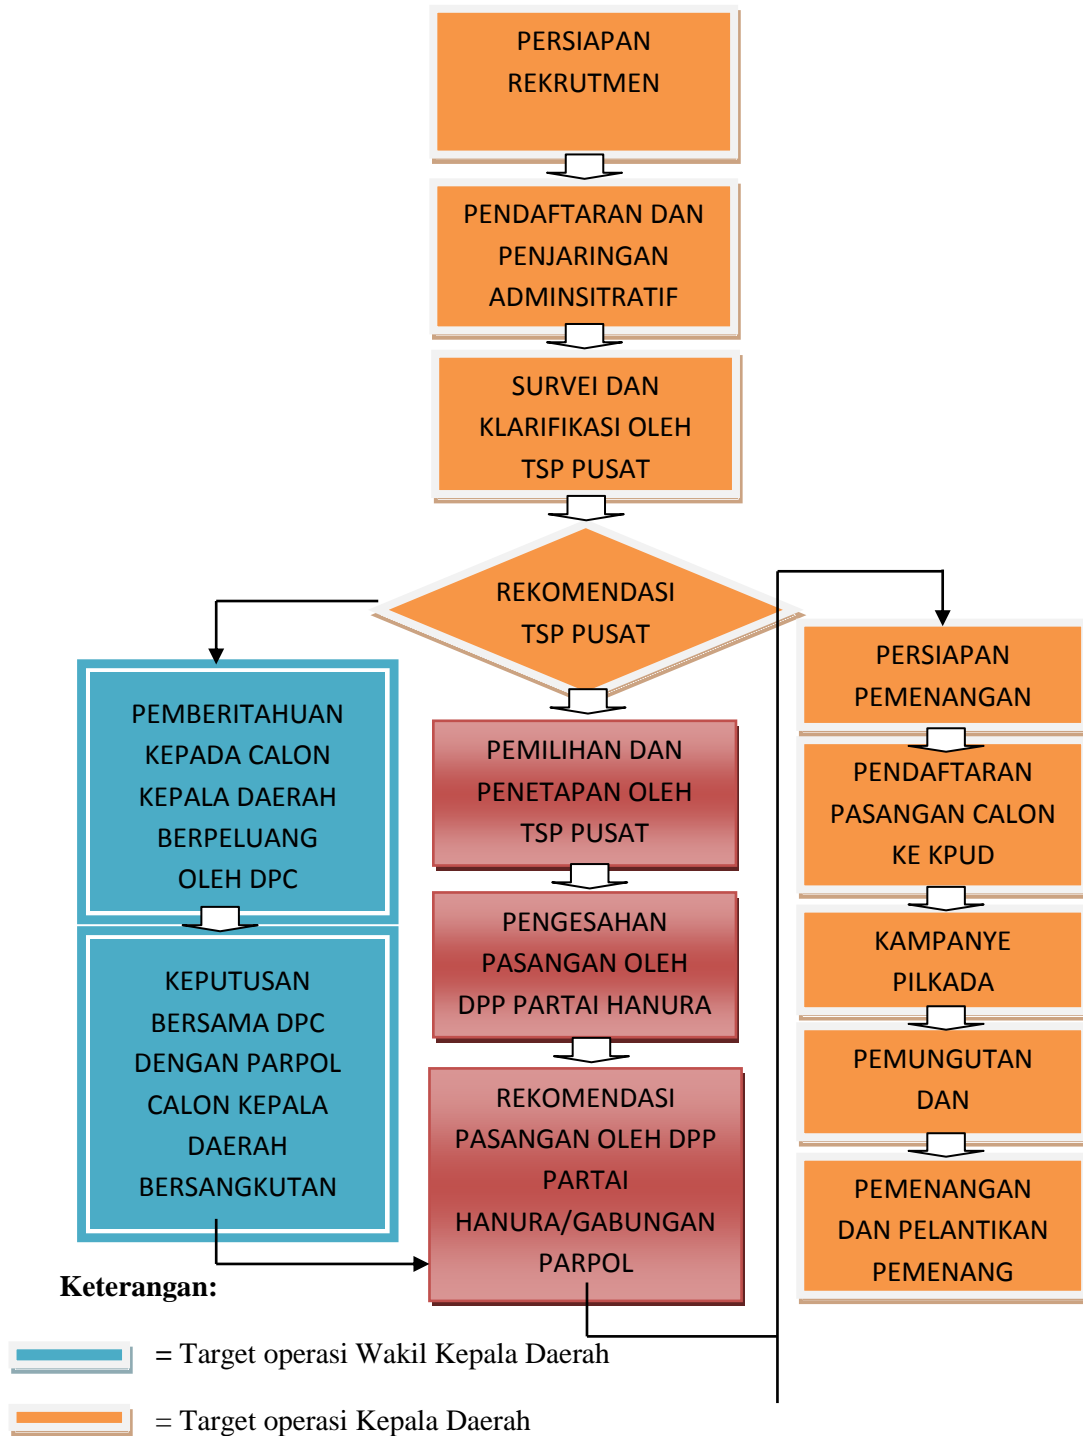 PERSIAPAN
REKRUTMEN
PENDAFTARAN DAN
PENJARINGAN
ADMINSITRATIF
SURVEI DAN
KLARIFIKASI OLEH
TSP PUSAT
REKOMENDASI
TSP PUSAT
PEMBERITAHUAN
KEPADA CALON
KEPALA DAERAH
BERPELUANG
OLEH DPC
KEPUTUSAN
BERSAMA DPC
DENGAN PARPOL
CALON KEPALA
DAERAH
BERSANGKUTAN
PEMILIHAN DAN
PENETAPAN OLEH
TSP PUSAT
PENGESAHAN
PASANGAN OLEH
DPP PARTAI HANURA
REKOMENDASI
PASANGAN OLEH DPP
PARTAI
HANURA/GABUNGAN
PARPOL
PERSIAPAN
PEMENANGAN
PENDAFTARAN
PASANGAN CALON
KE KPUD
KAMPANYE
PILKADA
PEMUNGUTAN
DAN
PEMENANGAN
DAN PELANTIKAN
PEMENANG
Keterangan:
= Target operasi Wakil Kepala Daerah
= Target operasi Kepala Daerah